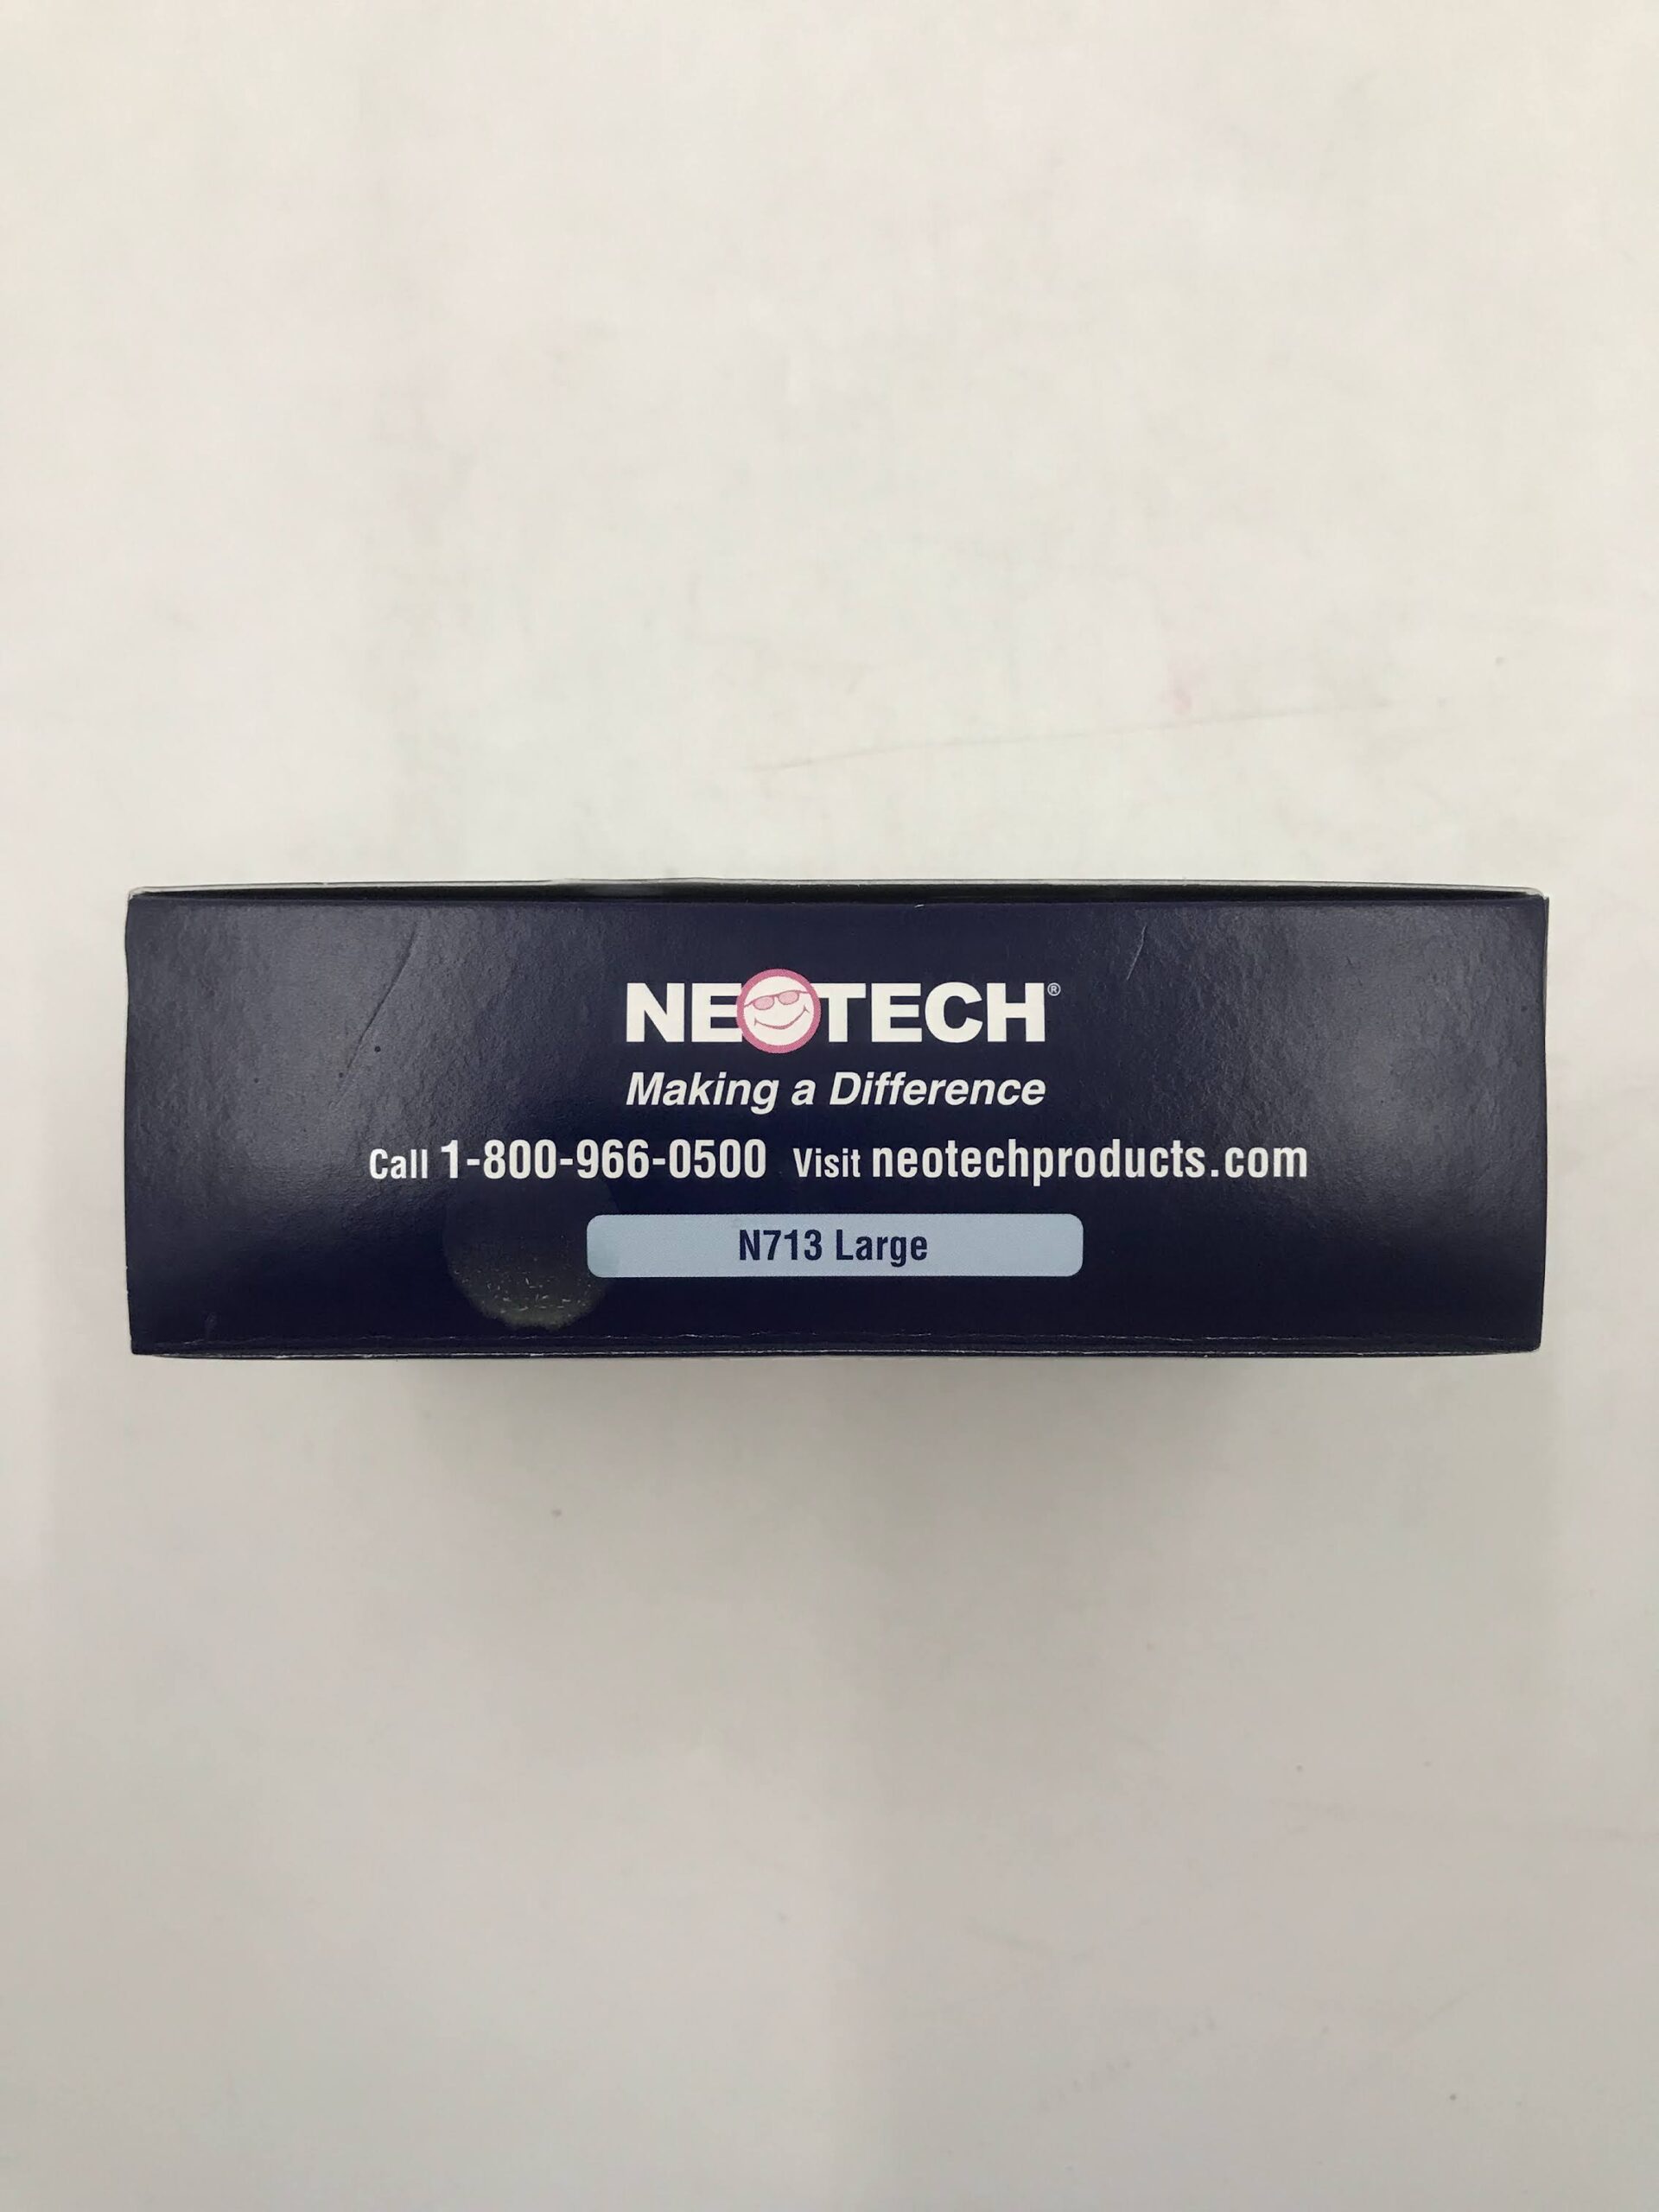 NEOTECH®
Making a Difference
Call 1-800-966-0500 Visit neotechproducts.com
N713 Large